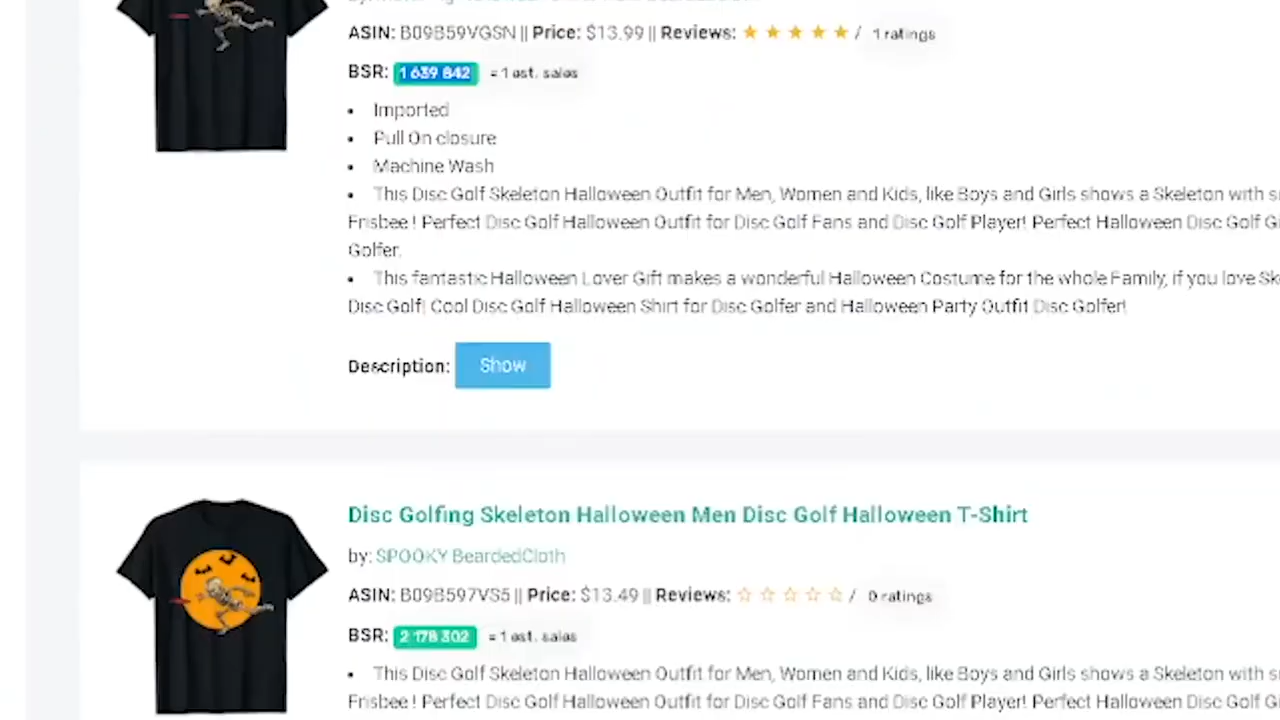 ASIN: B09B59VGSN || Price: $13.99 || Reviews: ★ ★ ★ ★ ★ / 1 ratings
BSR: 1 639 842 = 1 est. sales
• Imported
• Pull On closure
• Machine Wash
• This Disc Golf Skeleton Halloween Outfit for Men, Women and Kids, like Boys and Girls shows a Skeleton with
Frisbee! Perfect Disc Golf Halloween Outfit for Disc Golf Fans and Disc Golf Player! Perfect Halloween Disc Golf
Golfer.
• This fantastic Halloween Lover Gift makes a wonderful Halloween Costume for the whole Family, if you love
Disc Golf! Cool Disc Golf Halloween Shirt for Disc Golfer and Halloween Party Outfit Disc Golfer!
Description: Show
Disc Golfing Skeleton Halloween Men Disc Golf Halloween T-Shirt
by: SPOOKY BeardedCloth
ASIN: B09B597VS5 || Price: $13.49 || Reviews: ☆ ☆ ☆ ☆ ☆ / 0 ratings
BSR: 2 178 302 = 1 est. sales
• This Disc Golf Skeleton Halloween Outfit for Men, Women and Kids, like Boys and Girls shows a Skeleton with
Frisbee! Perfect Disc Golf Halloween Outfit for Disc Golf Fans and Disc Golf Player! Perfect Halloween Disc Golf